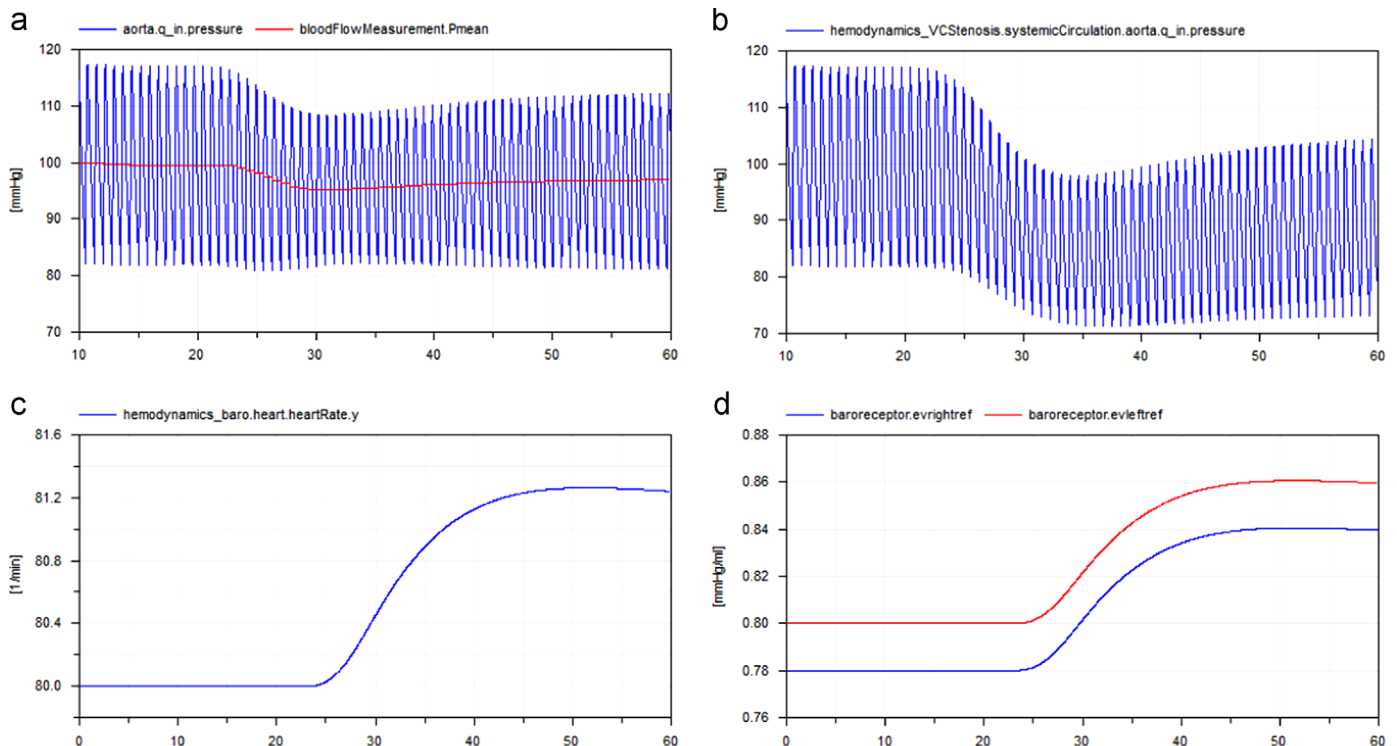 a
aorta.q_in.pressure bloodFlowMeasurement.Pmean
120
110
100
90
80
70
[mmHg]
10 20 30 40 50 60
b
hemodynamics_VCStenosis.systemicCirculation.aorta.q_in.pressure
120
110
100
90
80
70
[mmHg]
10 20 30 40 50 60
c
hemodynamics_baro.heart.heartRate.y
81.6
81.2
80.8
80.4
80.0
[1/min]
0 10 20 30 40 50 60
d
baroreceptor.evrightref baroreceptor.evleftref
0.88
0.86
0.84
0.82
0.80
0.78
0.76
[mmHg/ml]
0 10 20 30 40 50 60